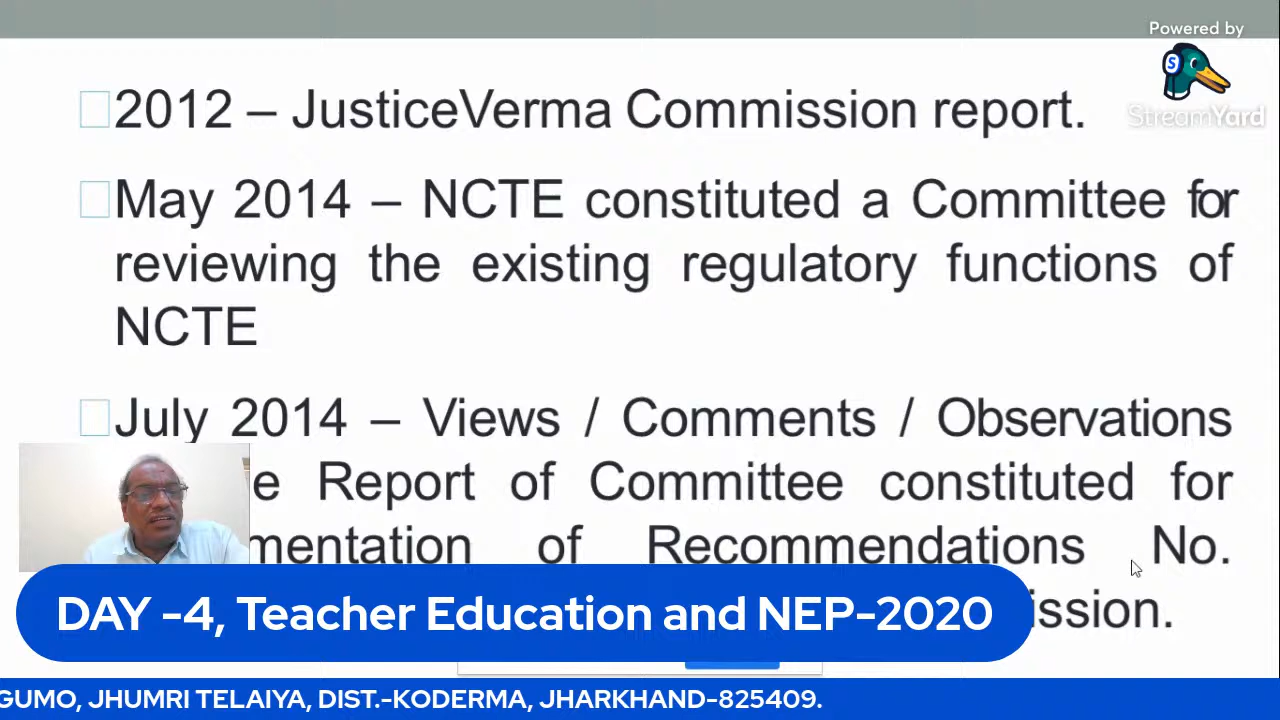 Powered by
StreamYard
2012 – JusticeVerma Commission report.
May 2014 – NCTE constituted a Committee for
reviewing the existing regulatory functions of
NCTE
July 2014 – Views / Comments / Observations
e Report of Committee constituted for
mentation of Recommendations No.
ission.
DAY -4, Teacher Education and NEP-2020
GUMO, JHUMRI TELAIYA, DIST.-KODERMA, JHARKHAND-825409.